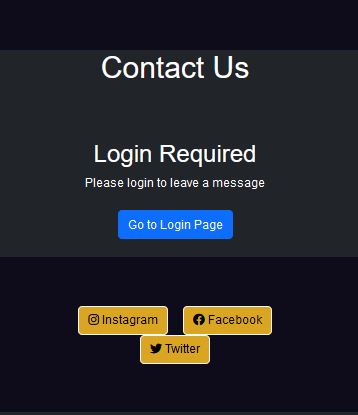 Contact Us
Login Required
Please login to leave a message
Go to Login Page
Instagram Facebook
Twitter